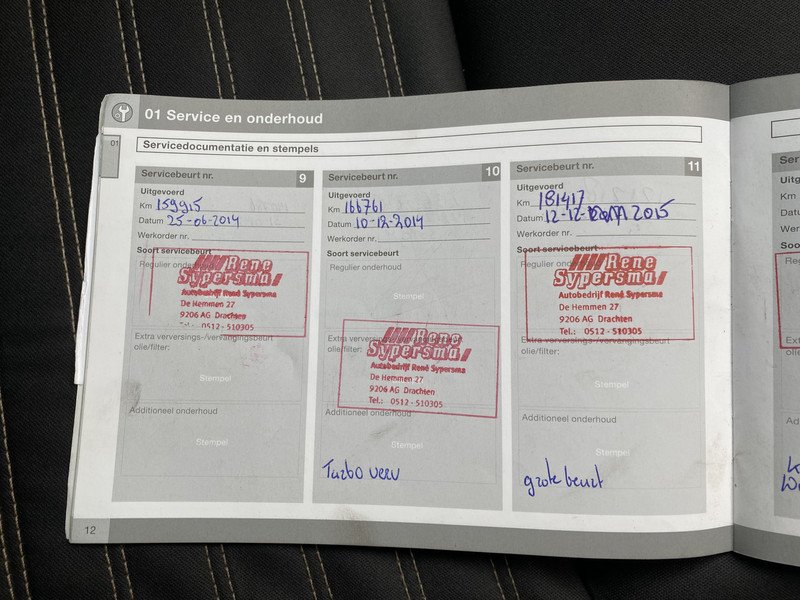 01 Service en onderhoud
01
Servicedocumentatie en stempels
Servicebeurt nr. 9
Uitgevoerd
Km 159915
Datum 25-06-2014
Werkorder nr.
Soort servicebeurt
Regulier
Rene
Sypersma
Autobedrijf René Sypersma
De Hemmen 27
9206 AG Drachten
Tel.: 0512 - 510305
Extra verversings-/vervangingsbeurt
olie/filter:
Stempel
Additioneel onderhoud
Stempel
Servicebeurt nr. 10
Uitgevoerd
Km 166761
Datum 10-12-2014
Werkorder nr.
Soort servicebeurt
Regulier onderhoud
Stempel
Extra verversings-/vervangingsbeurt
olie/filter:
Rene
Sypersma
Autobedrijf René Sypersma
De Hemmen 27
9206 AG Drachten
Tel.: 0512 - 510305
Additioneel onderhoud
Stempel
Turbo verv
Servicebeurt nr. 11
Uitgevoerd
Km 181417
Datum 12-12-2015
Werkorder nr.
Soort servicebeurt
Regulier
Rene
Sypersma
Autobedrijf René Sypersma
De Hemmen 27
9206 AG Drachten
Tel.: 0512 - 510305
Extra verversings-/vervangingsbeurt
olie/filter:
Stempel
Additioneel onderhoud
Stempel
grote beurt
12
Km